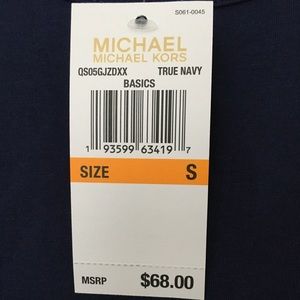 S061-0045
MICHAEL
MICHAEL KORS
QS05GJZDXX TRUE NAVY
BASICS
1 93599 63419 7
SIZE S
MSRP $68.00